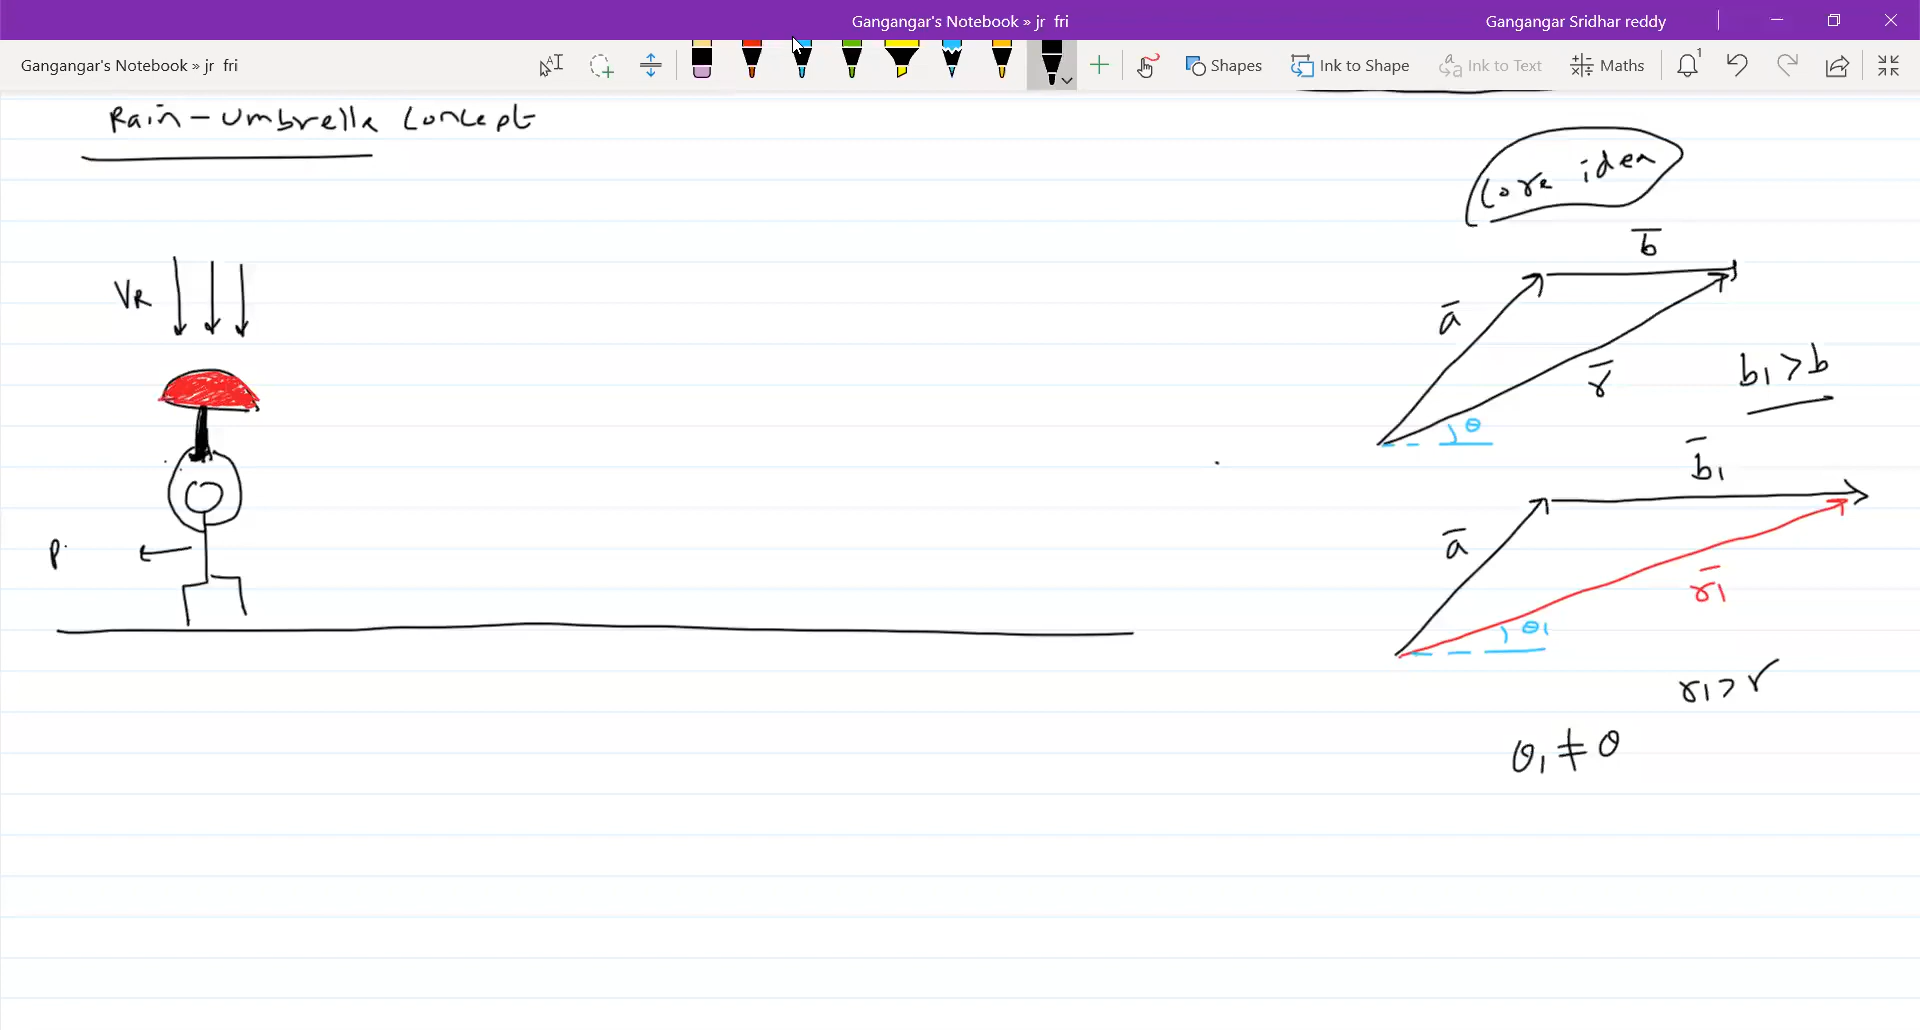 Gangangar's Notebook » jr fri
Gangangar Sridhar reddy
Gangangar's Notebook » jr fri
Shapes
Ink to Shape
Ink to Text
Maths
1
Rain-Umbrella Concept
VR
P
Core idea
b̅
a̅
r̅
θ
b₁ > b
b̅₁
a̅
r̅₁
θ₁
r₁ > r
θ₁ ≠ θ